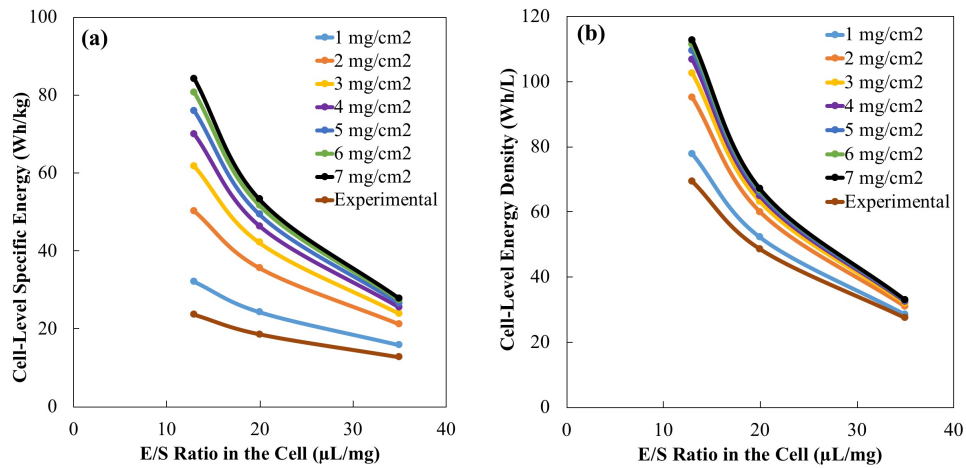 (a)
Cell-Level Specific Energy (Wh/kg)
100
80
60
40
20
0
0 10 20 30 40
E/S Ratio in the Cell (µL/mg)
1 mg/cm2
2 mg/cm2
3 mg/cm2
4 mg/cm2
5 mg/cm2
6 mg/cm2
7 mg/cm2
Experimental
(b)
Cell-Level Energy Density (Wh/L)
120
100
80
60
40
20
0
0 10 20 30 40
E/S Ratio in the Cell (µL/mg)
1 mg/cm2
2 mg/cm2
3 mg/cm2
4 mg/cm2
5 mg/cm2
6 mg/cm2
7 mg/cm2
Experimental